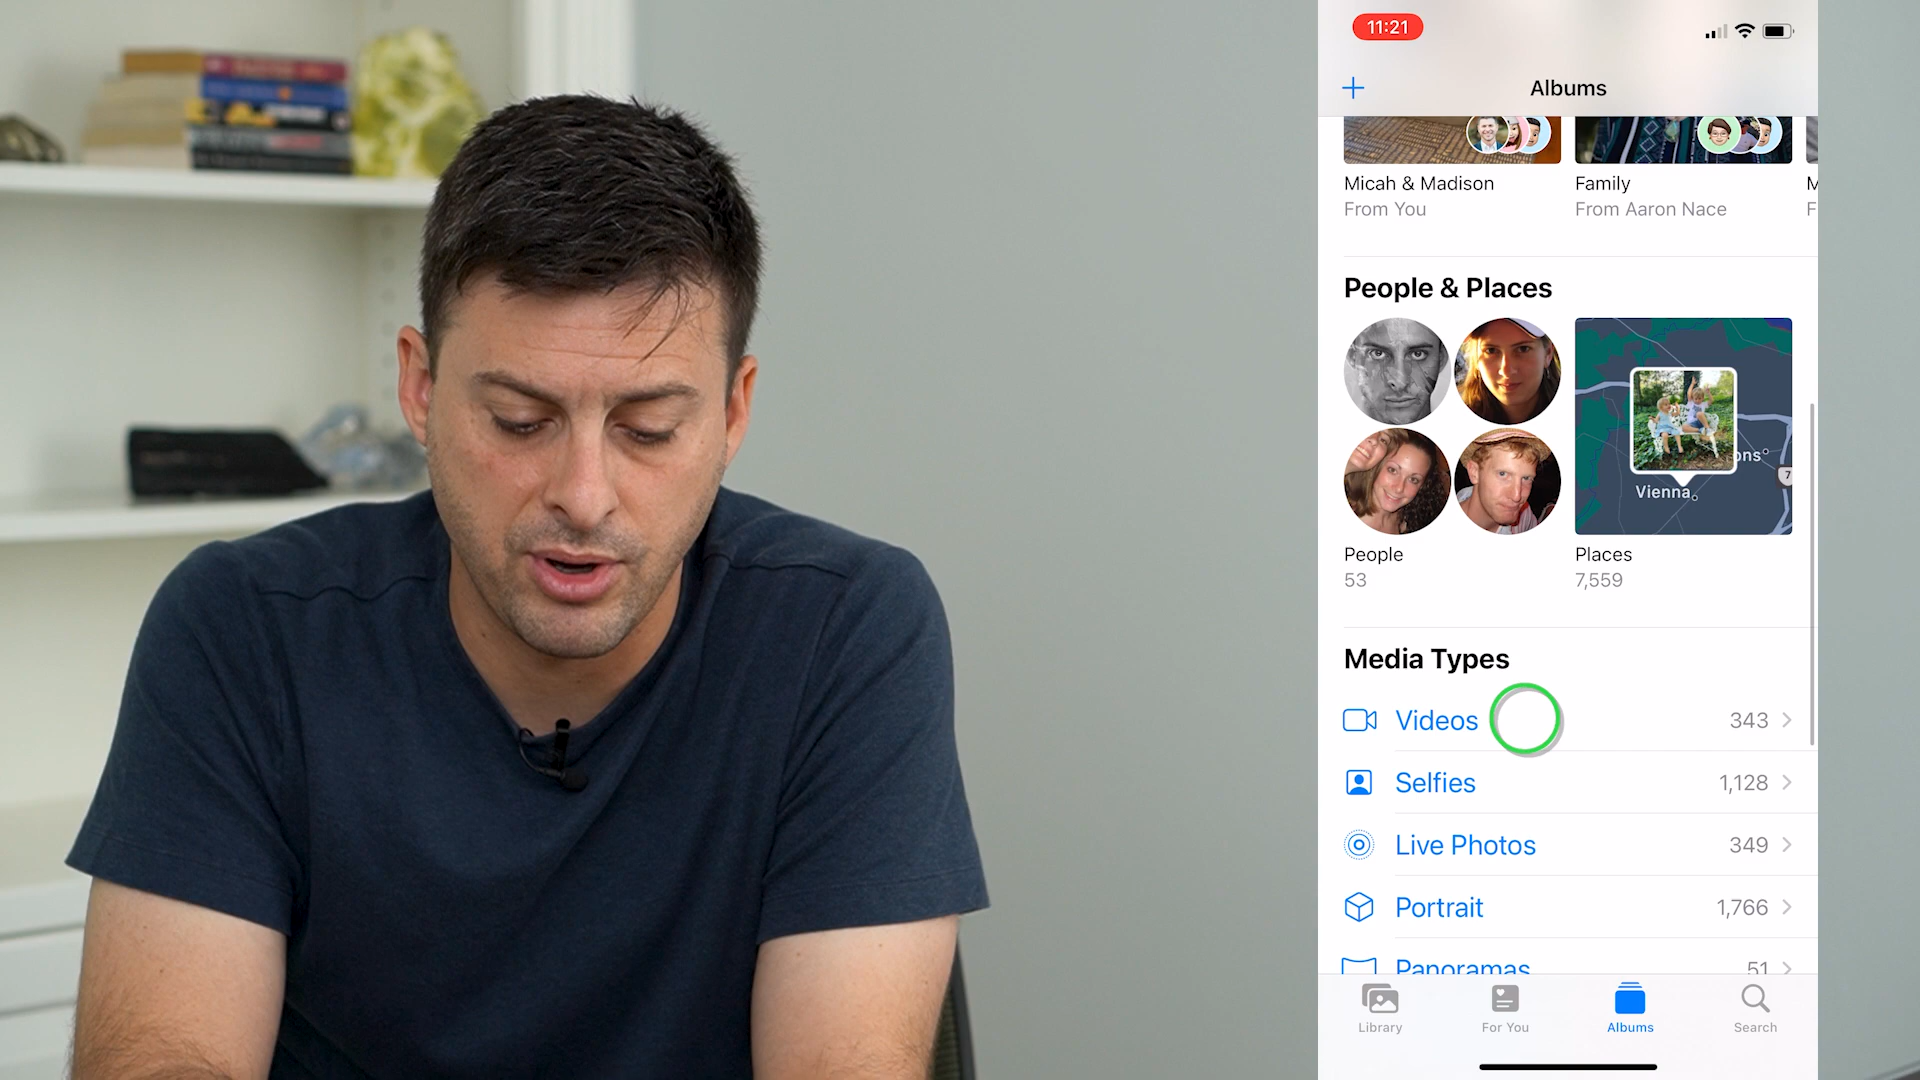 11:21
Albums
Micah & Madison
From You
Family
From Aaron Nace
M
F
People & Places
ons
7
Vienna
People
53
Places
7,559
Media Types
Videos
343
Selfies
1,128
Live Photos
349
Portrait
1,766
Panoramas
51
Library
For You
Albums
Search